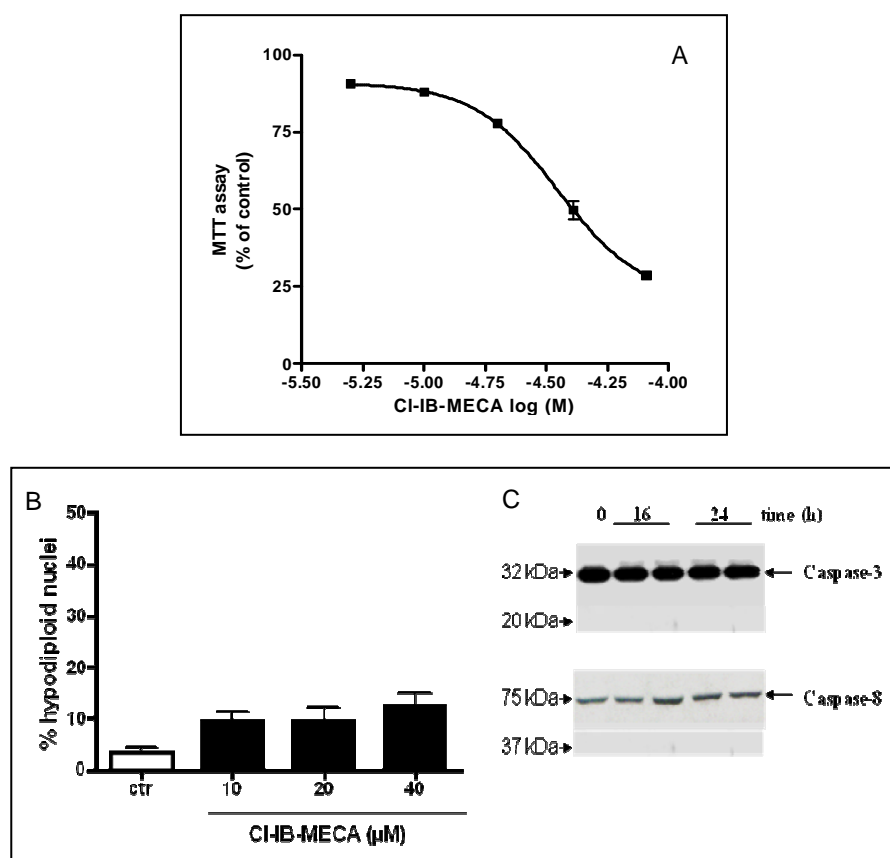 A
100
75
50
25
0
MTT assay
(% of control)
-5.50 -5.25 -5.00 -4.75 -4.50 -4.25 -4.00
Cl-IB-MECA log (M)
B
50
40
30
20
10
0
% hypodiploid nuclei
ctr 10 20 40
Cl-IB-MECA (µM)
C
0 16 24 time (h)
32 kDa Caspase-3
20 kDa
75 kDa Caspase-8
37 kDa